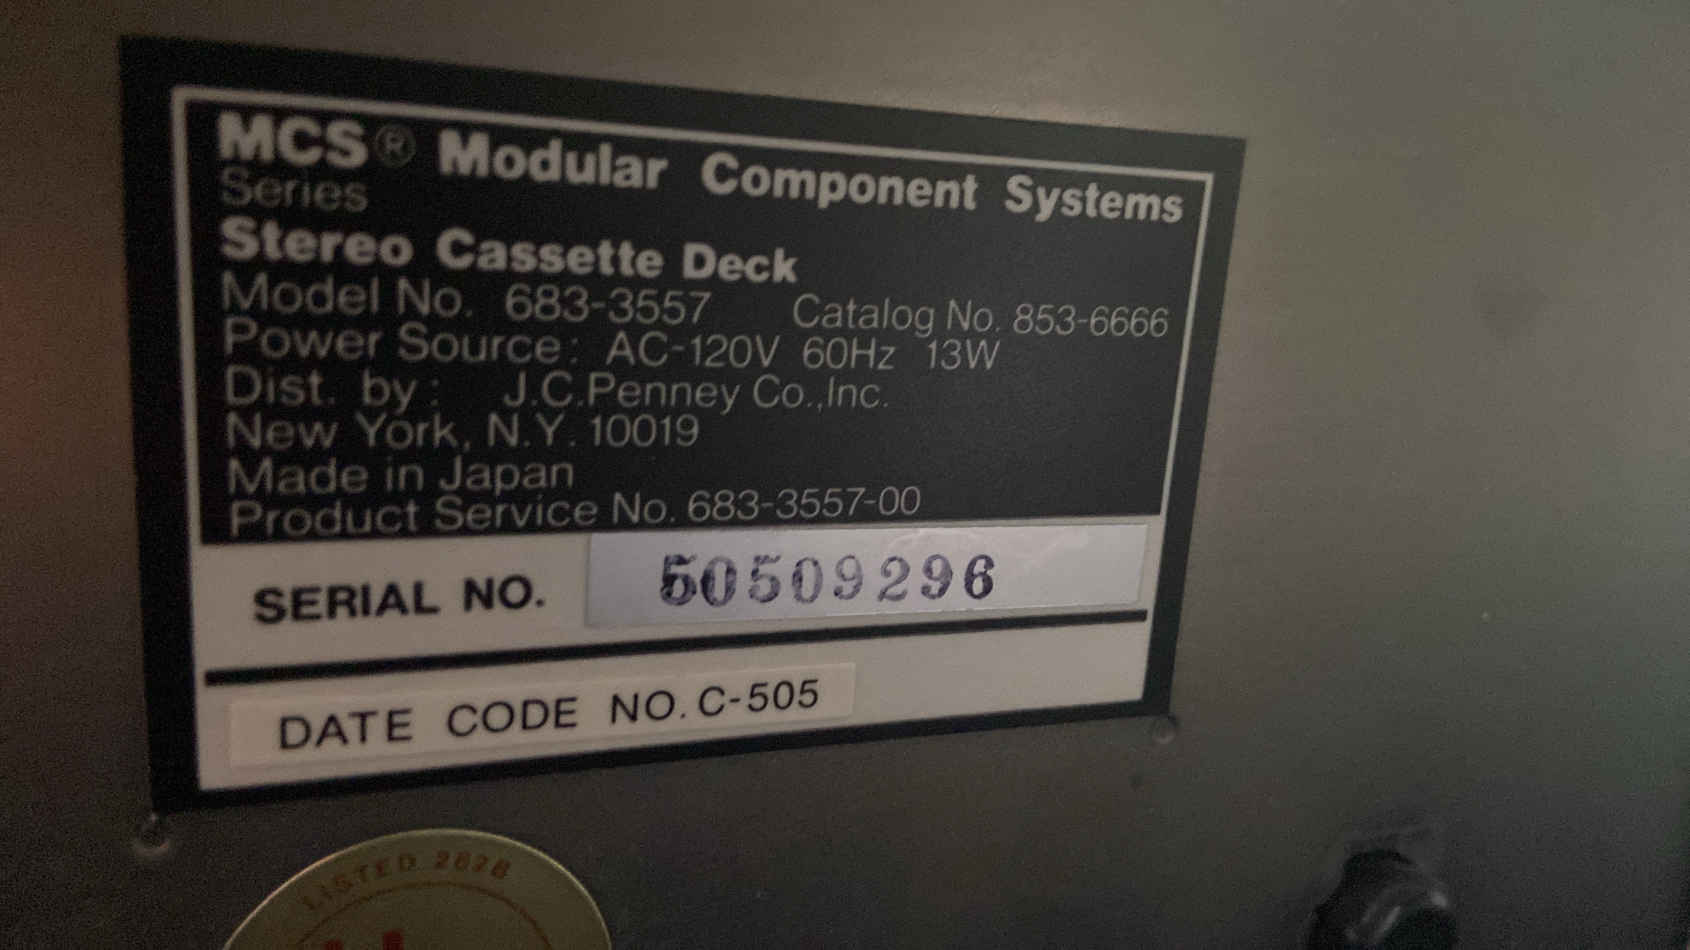 MCS® Modular Component Systems
Series
Stereo Cassette Deck
Model No. 683-3557 Catalog No. 853-6666
Power Source: AC-120V 60Hz 13W
Dist. by: J.C.Penney Co.,Inc.
New York, N.Y. 10019
Made in Japan
Product Service No. 683-3557-00
SERIAL NO. 50509296
DATE CODE NO. C-505
LISTED